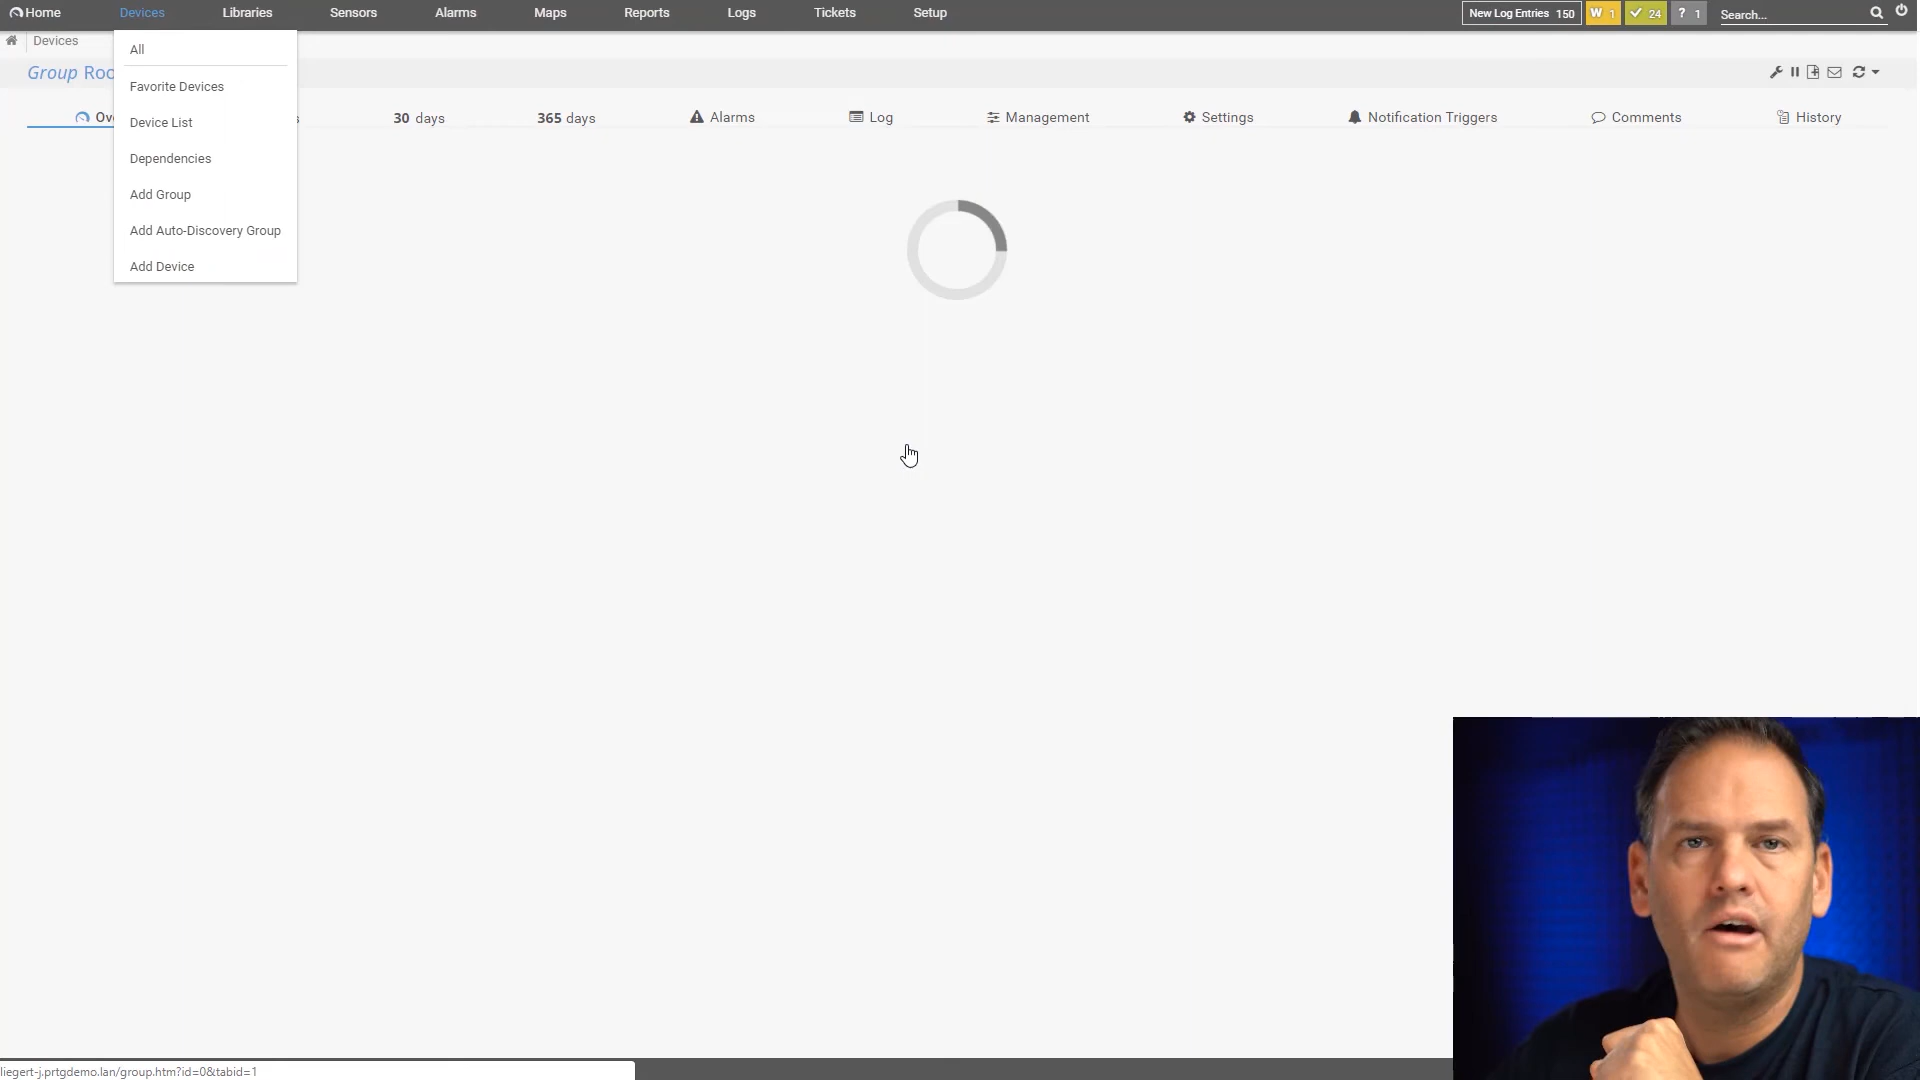 Home Devices Libraries Sensors Alarms Maps Reports Logs Tickets Setup New Log Entries 150 W 1 24 ? 1 Search...
Devices
Group Roo
All
Favorite Devices
Device List
Dependencies
Add Group
Add Auto-Discovery Group
Add Device
30 days 365 days Alarms Log Management Settings Notification Triggers Comments History
liegert-j.prtgdemo.lan/group.htm?id=0&tabid=1